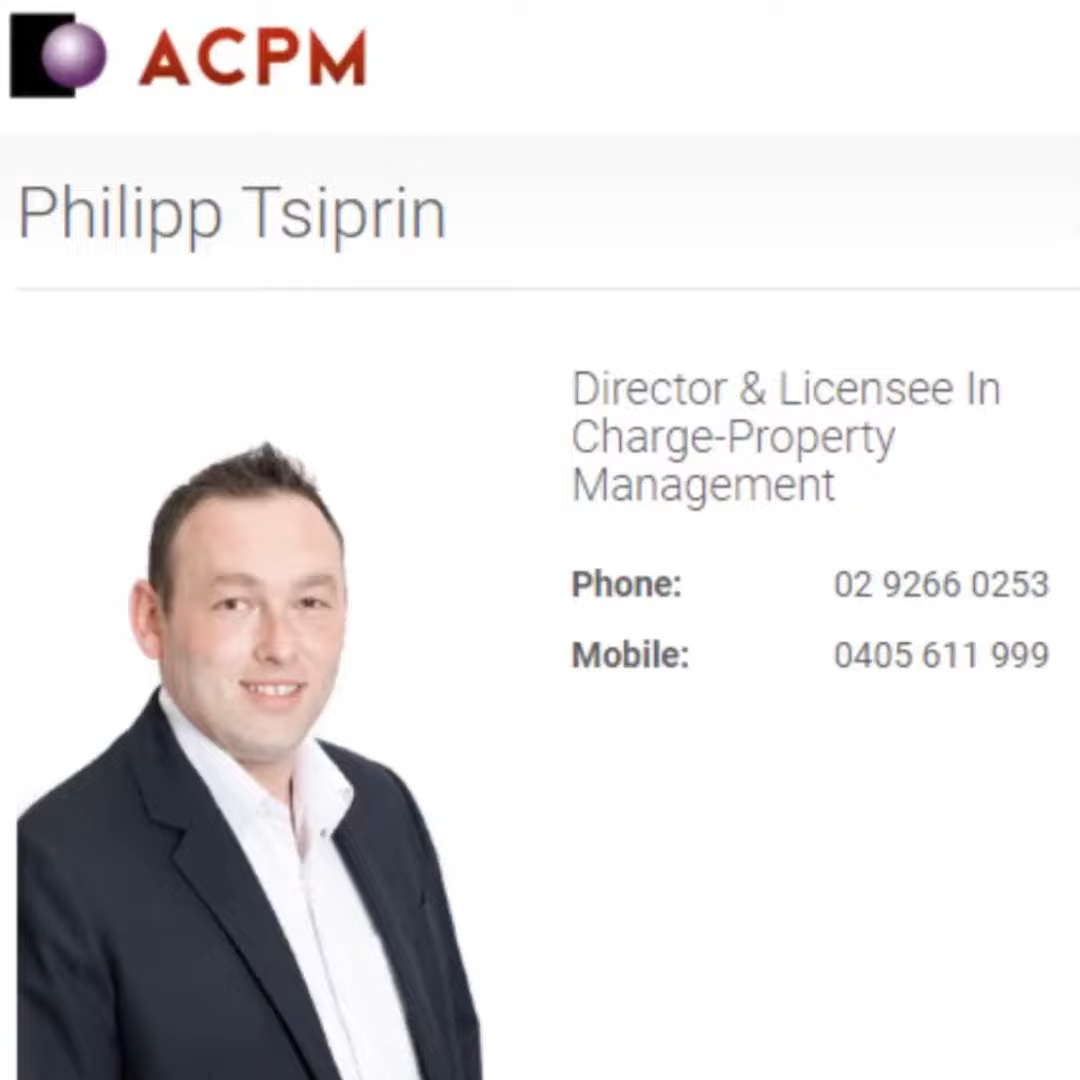 ACPM
Philipp Tsiprin
Director & Licensee In
Charge-Property
Management
Phone: 02 9266 0253
Mobile: 0405 611 999